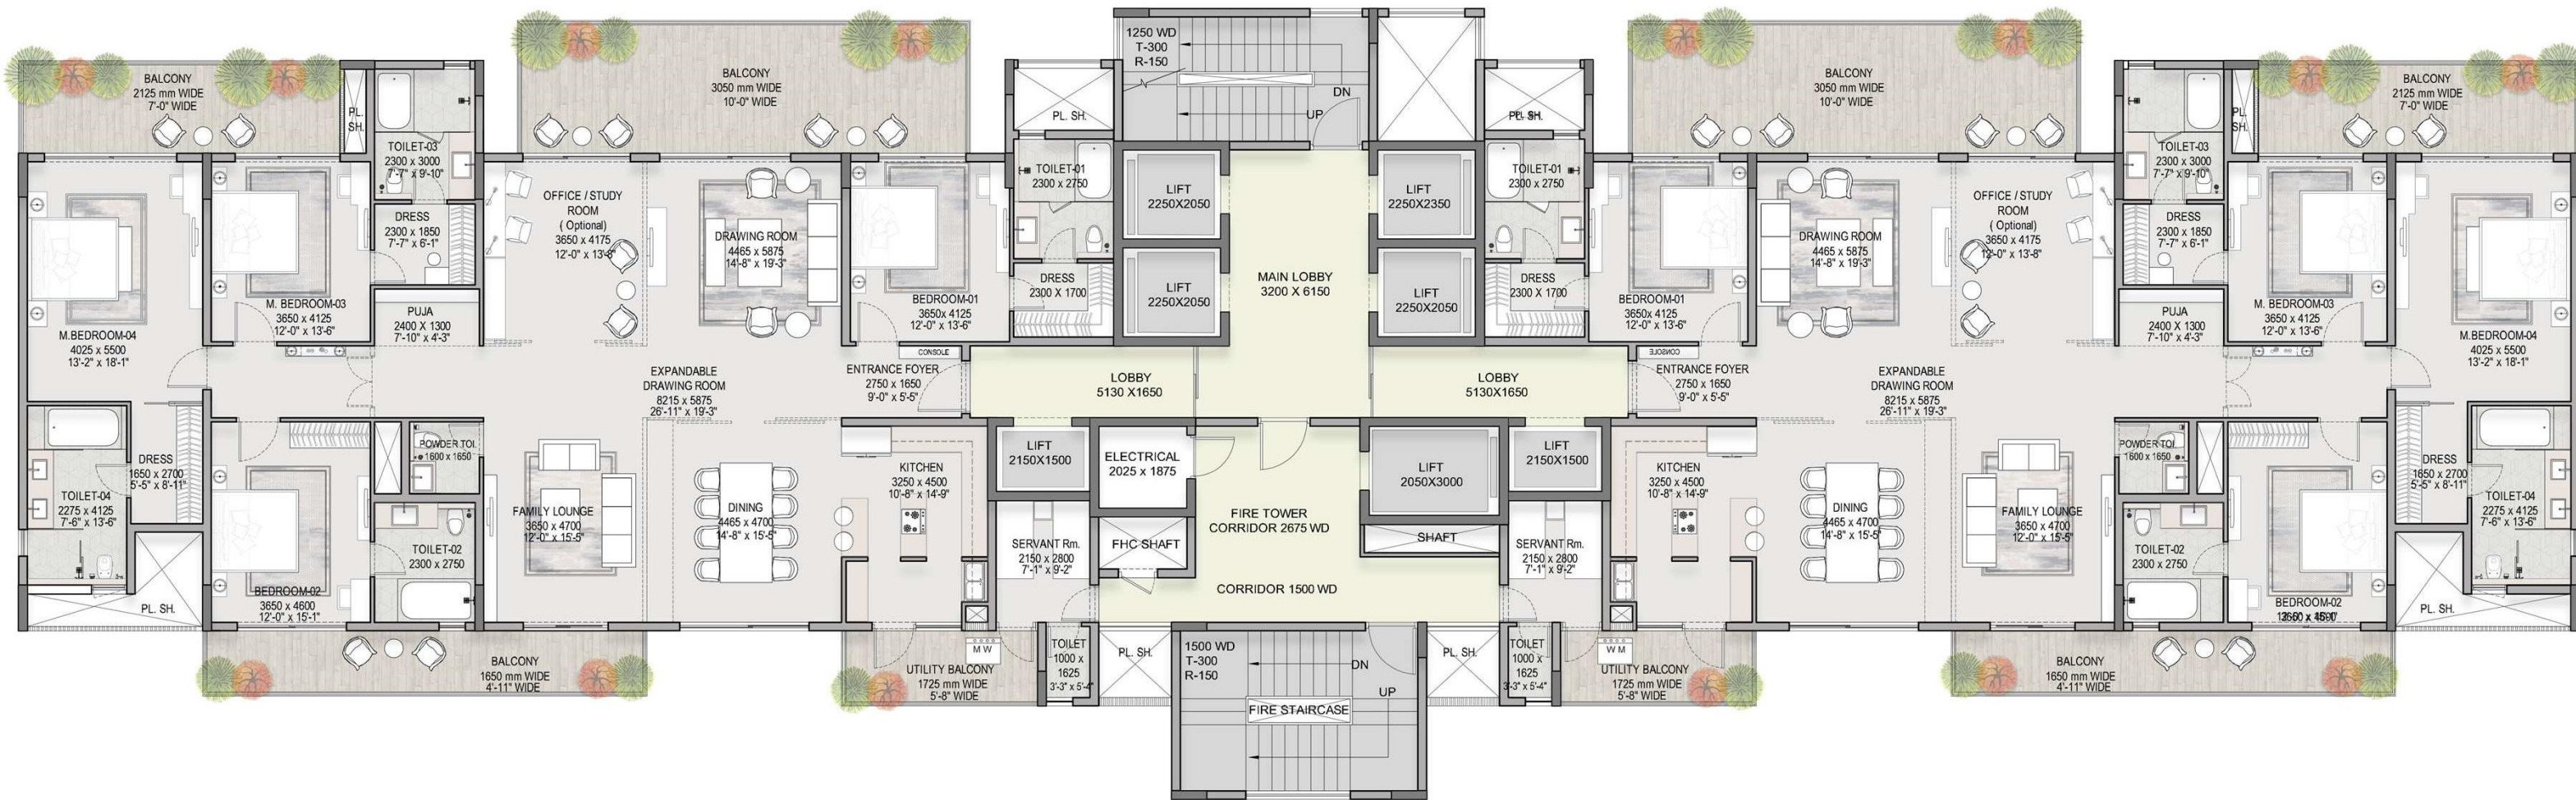 BALCONY
2125 mm WIDE
7'-0" WIDE
PL.
SH.
TOILET-03
2300 x 3000
7'-7" x 9'-10"
BALCONY
3050 mm WIDE
10'-0" WIDE
PL. SH.
1250 WD
T-300
R-150
DN
UP
PL. SH.
BALCONY
3050 mm WIDE
10'-0" WIDE
TOILET-03
2300 x 3000
7'-7" x 9'-10"
PL.
SH.
BALCONY
2125 mm WIDE
7'-0" WIDE
M.BEDROOM-04
4025 x 5500
13'-2" x 18'-1"
M. BEDROOM-03
3650 x 4125
12'-0" x 13'-6"
DRESS
2300 x 1850
7'-7" x 6'-1"
PUJA
2400 X 1300
7'-10" x 4'-3"
OFFICE / STUDY
ROOM
( Optional)
3650 x 4175
12'-0" x 13'-8"
DRAWING ROOM
4465 x 5875
14'-8" x 19'-3"
EXPANDABLE
DRAWING ROOM
8215 x 5875
26'-11" x 19'-3"
BEDROOM-01
3650x 4125
12'-0" x 13'-6"
TOILET-01
2300 x 2750
DRESS
2300 X 1700
CONSOLE
ENTRANCE FOYER
2750 x 1650
9'-0" x 5'-5"
LIFT
2250X2050
LIFT
2250X2050
MAIN LOBBY
3200 X 6150
LIFT
2250X2350
LIFT
2250X2050
LOBBY
5130 X1650
LOBBY
5130X1650
TOILET-01
2300 x 2750
DRESS
2300 X 1700
BEDROOM-01
3650x 4125
12'-0" x 13'-6"
CONSOLE
ENTRANCE FOYER
2750 x 1650
9'-0" x 5'-5"
DRAWING ROOM
4465 x 5875
14'-8" x 19'-3"
OFFICE / STUDY
ROOM
( Optional)
3650 x 4175
12'-0" x 13'-8"
EXPANDABLE
DRAWING ROOM
8215 x 5875
26'-11" x 19'-3"
DRESS
2300 x 1850
7'-7" x 6'-1"
PUJA
2400 X 1300
7'-10" x 4'-3"
M. BEDROOM-03
3650 x 4125
12'-0" x 13'-6"
M.BEDROOM-04
4025 x 5500
13'-2" x 18'-1"
TOILET-04
2275 x 4125
7'-6" x 13'-6"
DRESS
1650 x 2700
5'-5" x 8'-11"
PL. SH.
BEDROOM-02
3650 x 4600
12'-0" x 15'-1"
POWDER TOI.
1600 x 1650
TOILET-02
2300 x 2750
FAMILY LOUNGE
3650 x 4700
12'-0" x 15'-5"
DINING
4465 x 4700
14'-8" x 15'-5"
KITCHEN
3250 x 4500
10'-8" x 14'-9"
LIFT
2150X1500
SERVANT Rm.
2150 x 2800
7'-1" x 9'-2"
ELECTRICAL
2025 x 1875
FHC SHAFT
FIRE TOWER
CORRIDOR 2675 WD
CORRIDOR 1500 WD
LIFT
2050X3000
SHAFT
LIFT
2150X1500
SERVANT Rm.
2150 x 2800
7'-1" x 9'-2"
KITCHEN
3250 x 4500
10'-8" x 14'-9"
DINING
4465 x 4700
14'-8" x 15'-5"
FAMILY LOUNGE
3650 x 4700
12'-0" x 15'-5"
POWDER TOI.
1600 x 1650
TOILET-02
2300 x 2750
BEDROOM-02
DRESS
1650 x 2700
5'-5" x 8'-11"
TOILET-04
2275 x 4125
7'-6" x 13'-6"
PL. SH.
BALCONY
1650 mm WIDE
4'-11" WIDE
UTILITY BALCONY
1725 mm WIDE
5'-8" WIDE
M W
TOILET
1000 x
1625
3'-3" x 5'-4"
PL. SH.
1500 WD
T-300
R-150
DN
UP
FIRE STAIRCASE
PL. SH.
TOILET
1000 x
1625
3'-3" x 5'-4"
W M
UTILITY BALCONY
1725 mm WIDE
5'-8" WIDE
BALCONY
1650 mm WIDE
4'-11" WIDE